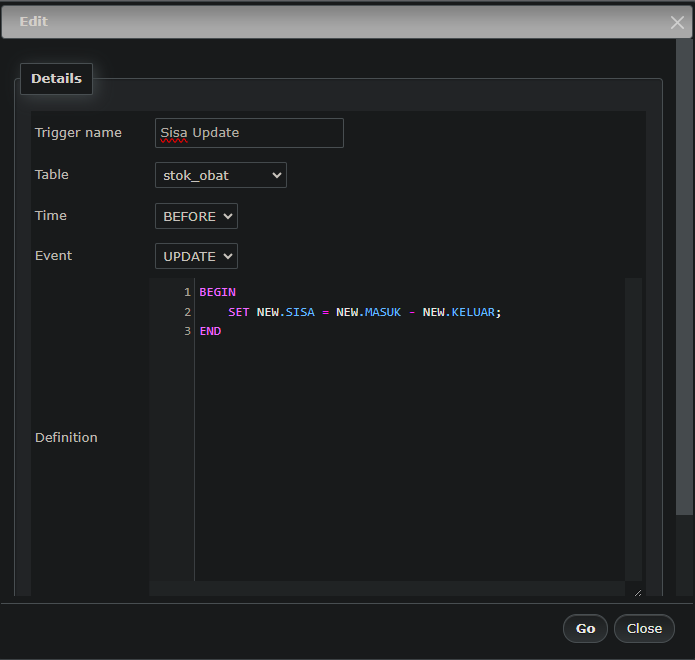 Edit
Details
Trigger name Sisa Update
Table stok_obat
Time BEFORE
Event UPDATE
Definition
1 BEGIN
2 SET NEW.SISA = NEW.MASUK - NEW.KELUAR;
3 END
Go Close